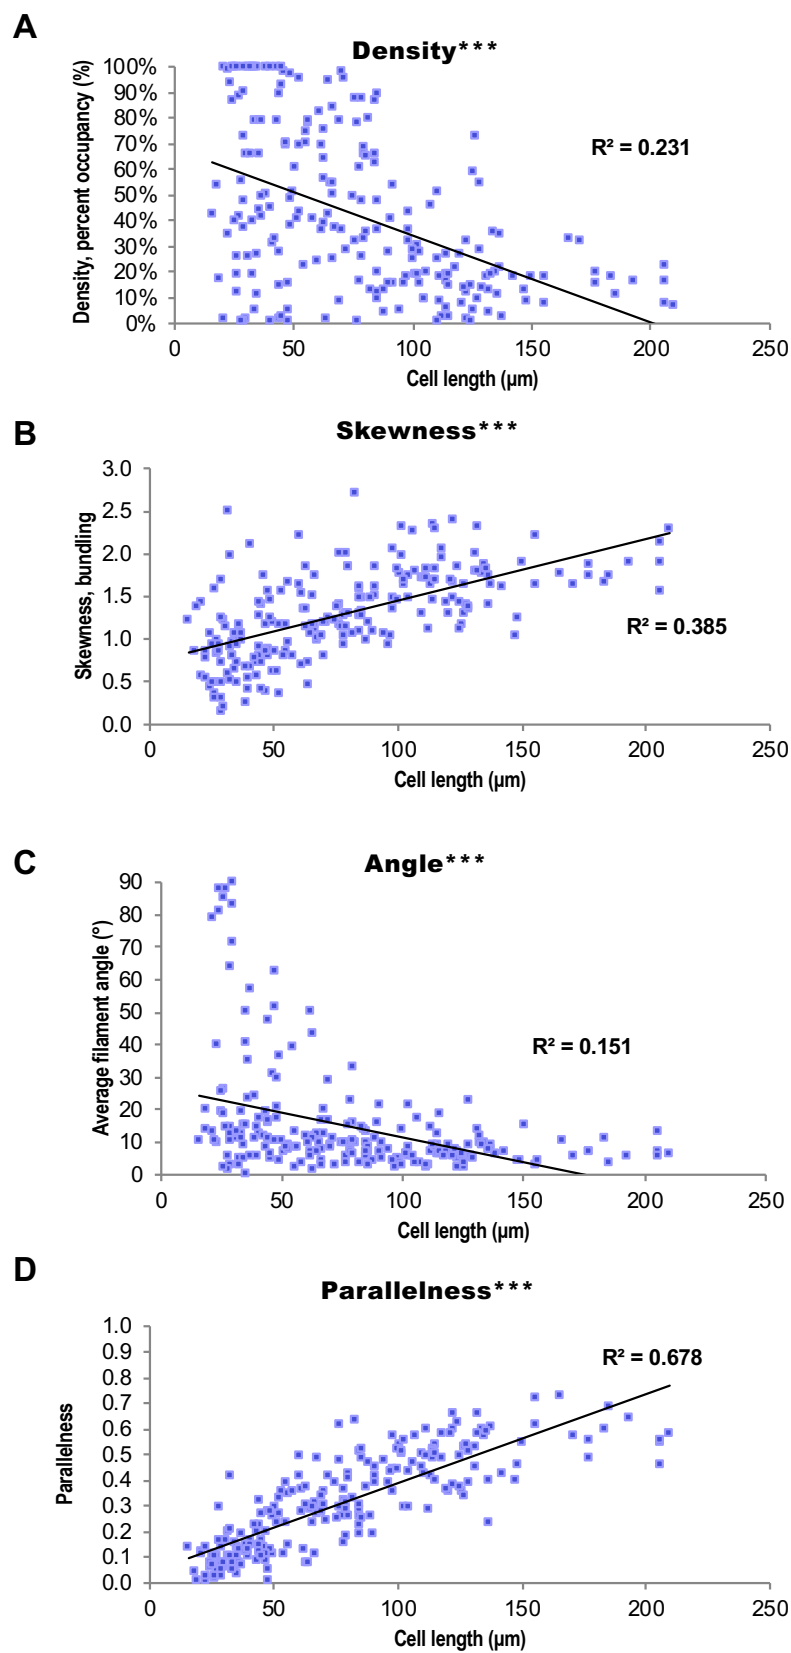 A
Density***
Density, percent occupancy (%)
100%
90%
80%
70%
60%
50%
40%
30%
20%
10%
0%
R² = 0.231
0 50 100 150 200 250
Cell length (µm)
B
Skewness***
Skewness, bundling
3.0
2.5
2.0
1.5
1.0
0.5
0.0
R² = 0.385
0 50 100 150 200 250
Cell length (µm)
C
Angle***
Average filament angle (°)
90
80
70
60
50
40
30
20
10
0
R² = 0.151
0 50 100 150 200 250
Cell length (µm)
D
Parallelness***
Parallelness
1.0
0.9
0.8
0.7
0.6
0.5
0.4
0.3
0.2
0.1
0.0
R² = 0.678
0 50 100 150 200 250
Cell length (µm)